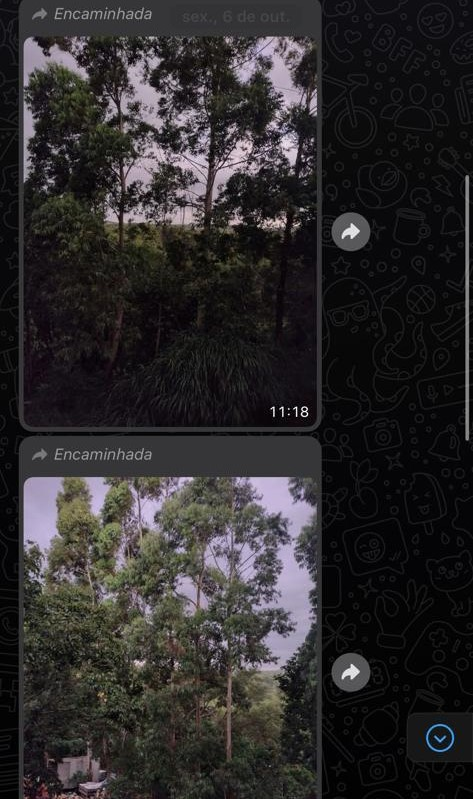 Encaminhada
sex., 6 de out.
11:18
Encaminhada